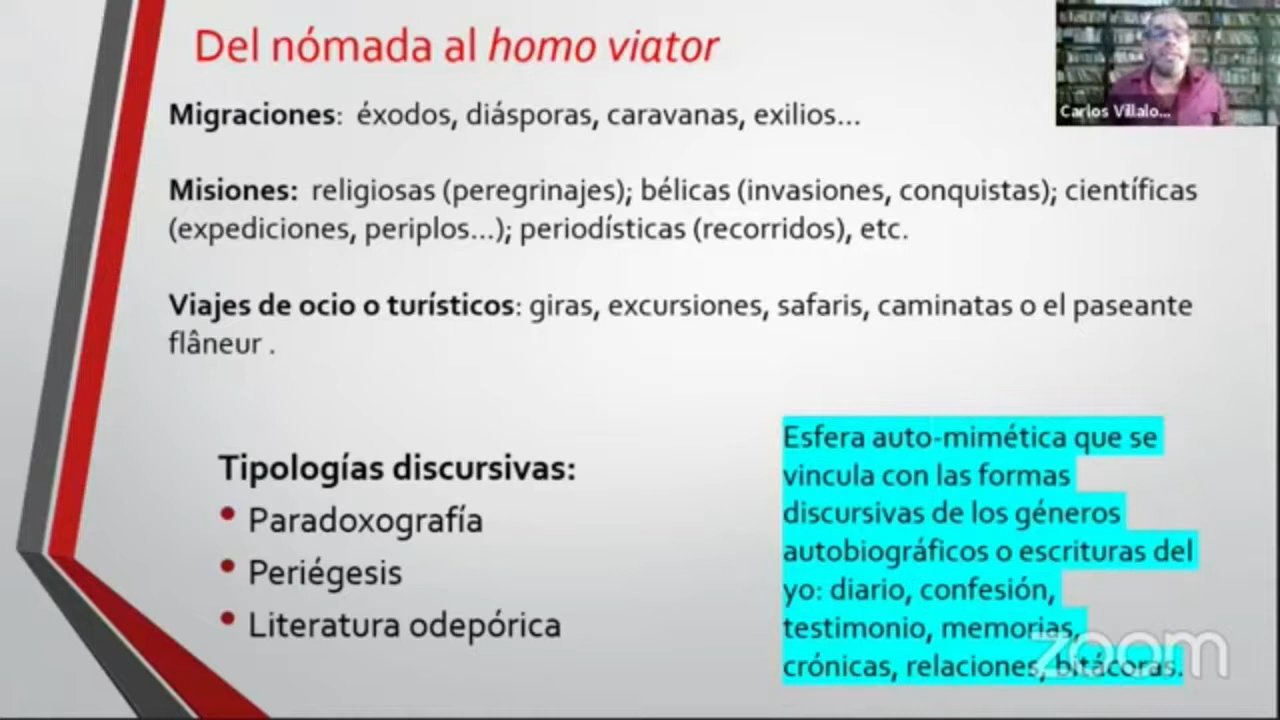 Del nómada al homo viator
Carlos Villalo...
Migraciones: éxodos, diásporas, caravanas, exilios...
Misiones: religiosas (peregrinajes); bélicas (invasiones, conquistas); científicas
(expediciones, periplos...); periodísticas (recorridos), etc.
Viajes de ocio o turísticos: giras, excursiones, safaris, caminatas o el paseante
flâneur .
Tipologías discursivas:
• Paradoxografía
• Periégesis
• Literatura odepórica
Esfera auto-mimética que se
vincula con las formas
discursivas de los géneros
autobiográficos o escrituras del
yo: diario, confesión,
testimonio, memorias,
crónicas, relaciones, bitácoras.
zoom